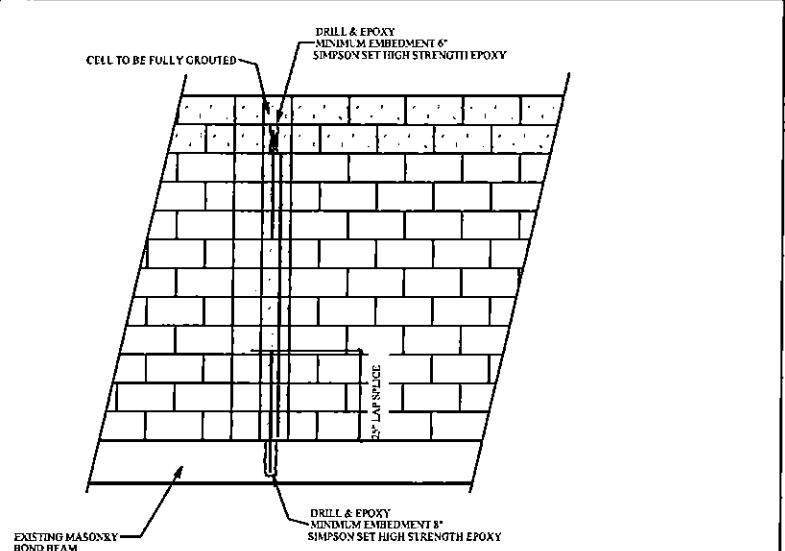 DRILL & EPOXY
MINIMUM EMBEDMENT 6"
SIMPSON SET HIGH STRENGTH EPOXY
CELL TO BE FULLY GROUTED
25" LAP SPLICE
DRILL & EPOXY
MINIMUM EMBEDMENT 8"
SIMPSON SET HIGH STRENGTH EPOXY
EXISTING MASONRY
BOND BEAM